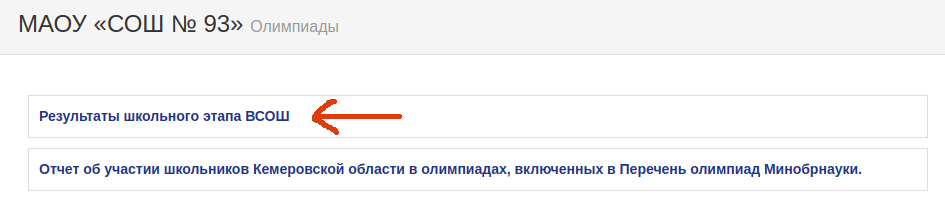 МАОУ «СОШ № 93» Олимпиады
Результаты школьного этапа ВСОШ
Отчет об участии школьников Кемеровской области в олимпиадах, включенных в Перечень олимпиад Минобрнауки.